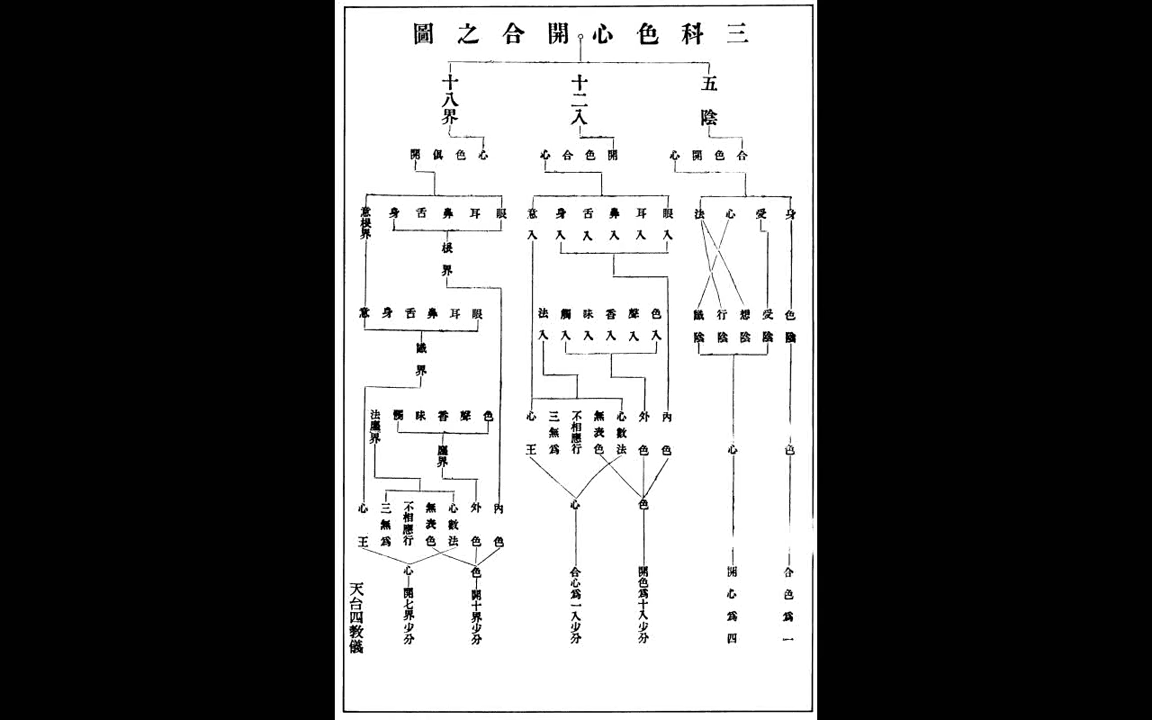 三科色心開合之圖
五陰
十二入
十八界
合色開心
開色合心
心色俱開
身 受 心 法
眼入 耳入 鼻入 舌入 身入 意入
眼 耳 鼻 舌 身 意根界
根界
色陰 受陰 想陰 行陰 識陰
色入 聲入 香入 味入 觸入 法入
眼 耳 鼻 舌 身 意
識界
色 聲 香 味 觸 法塵界
塵界
色 心
內色 外色 心數法 無表色 不相應行 三無為 心王
色 心
內色 外色 心數法 無表色 不相應行 三無為 心王
色 心
合色為一
開心為四
開色為十入少分
合心為一入少分
開十界少分
開七界少分
天台四教儀